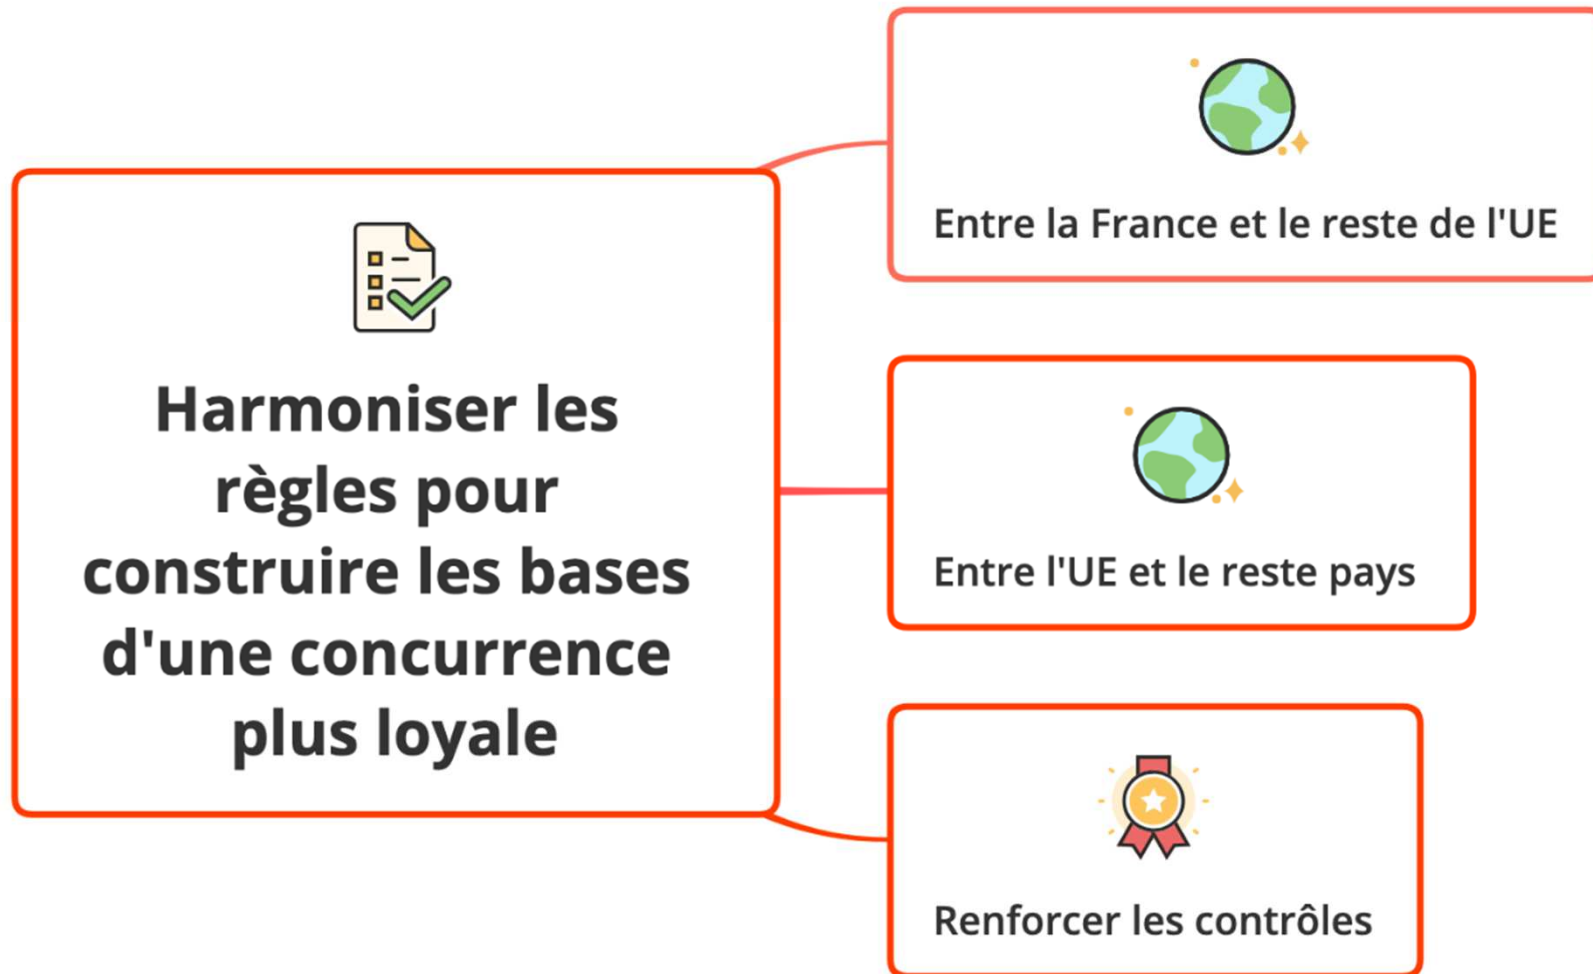 Harmoniser les
règles pour
construire les bases
d'une concurrence
plus loyale
Entre la France et le reste de l'UE
Entre l'UE et le reste pays
Renforcer les contrôles